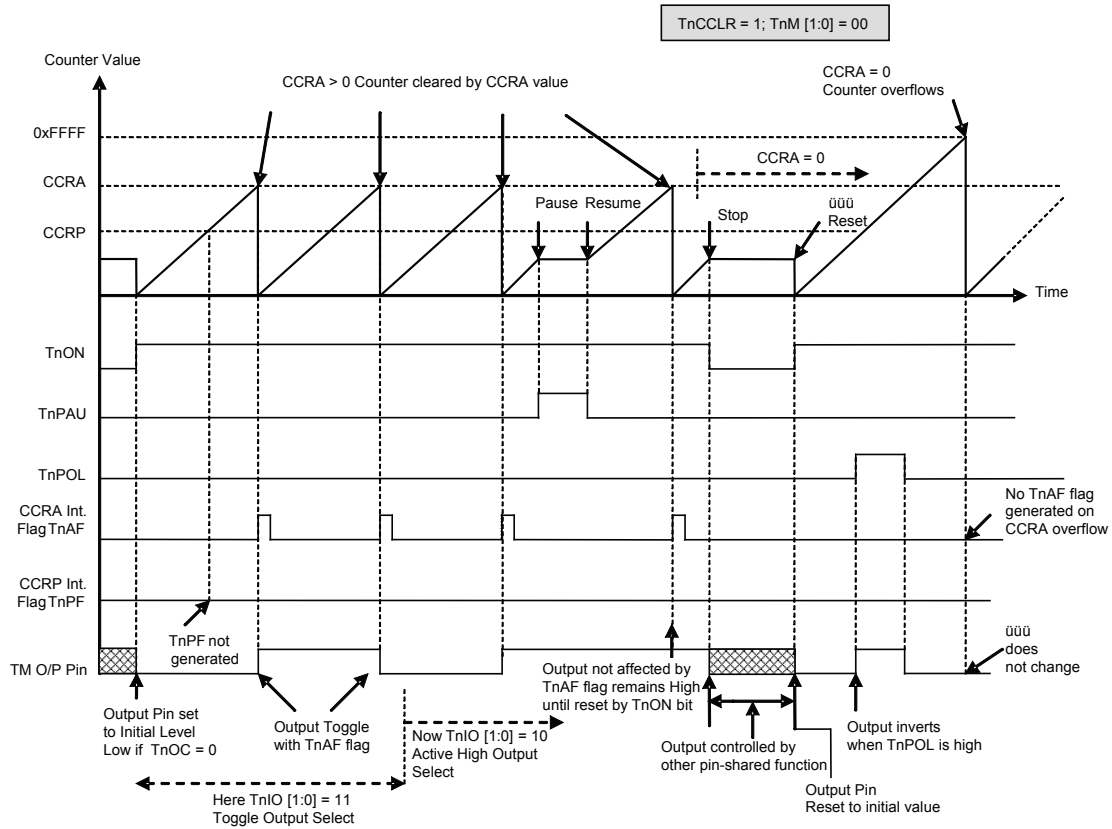 TnCCLR = 1; TnM [1:0] = 00
Counter Value
CCRA > 0 Counter cleared by CCRA value
CCRA = 0
Counter overflows
0xFFFF
CCRA = 0
CCRA
Pause Resume
Stop
üüü
Reset
CCRP
Time
TnON
TnPAU
TnPOL
No TnAF flag
generated on
CCRA overflow
CCRA Int.
Flag TnAF
CCRP Int.
Flag TnPF
TnPF not
generated
üüü
does
not change
TM O/P Pin
Output not affected by
TnAF flag remains High
until reset by TnON bit
Output Pin set
to Initial Level
Low if TnOC = 0
Output Toggle
with TnAF flag
Now TnIO [1:0] = 10
Active High Output
Select
Output controlled by
other pin-shared function
Output inverts
when TnPOL is high
Output Pin
Reset to initial value
Here TnIO [1:0] = 11
Toggle Output Select